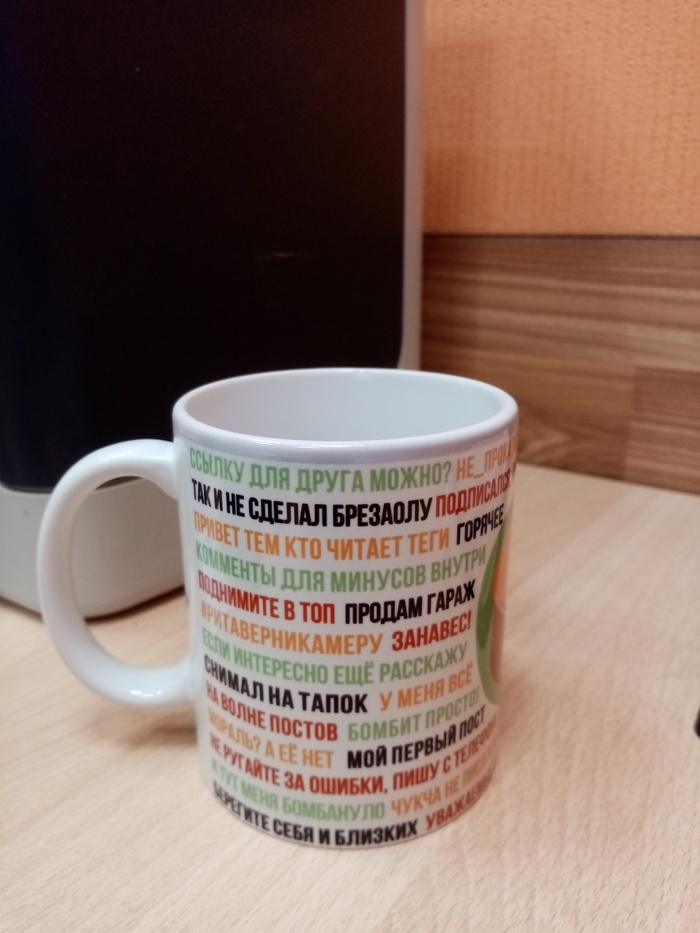 ССЫЛКУ ДЛЯ ДРУГА МОЖНО?
ТАК И НЕ СДЕЛАЛ БРЕЗАОЛУ ПОДПИСАЛСЯ
ПРИВЕТ ТЕМ КТО ЧИТАЕТ ТЕГИ ГОРЯЧЕЕ
КОММЕНТЫ ДЛЯ МИНУСОВ ВНУТРИ
ПОДНИМИТЕ В ТОП ПРОДАМ ГАРАЖ
#РИТАВЕРНИКАМЕРУ ЗАНАВЕС!
ЕСЛИ ИНТЕРЕСНО ЕЩЁ РАССКАЖУ
СНИМАЛ НА ТАПОК У МЕНЯ ВСЁ
НА ВОЛНЕ ПОСТОВ БОМБИТ ПРОСТО!
МОРАЛЬ? А ЕЁ НЕТ МОЙ ПЕРВЫЙ ПОСТ
НЕ РУГАЙТЕ ЗА ОШИБКИ, ПИШУ С
И ТУТ МЕНЯ БОМБАНУЛО ЧУКЧА НЕ
БЕРЕГИТЕ СЕБЯ И БЛИЗКИХ